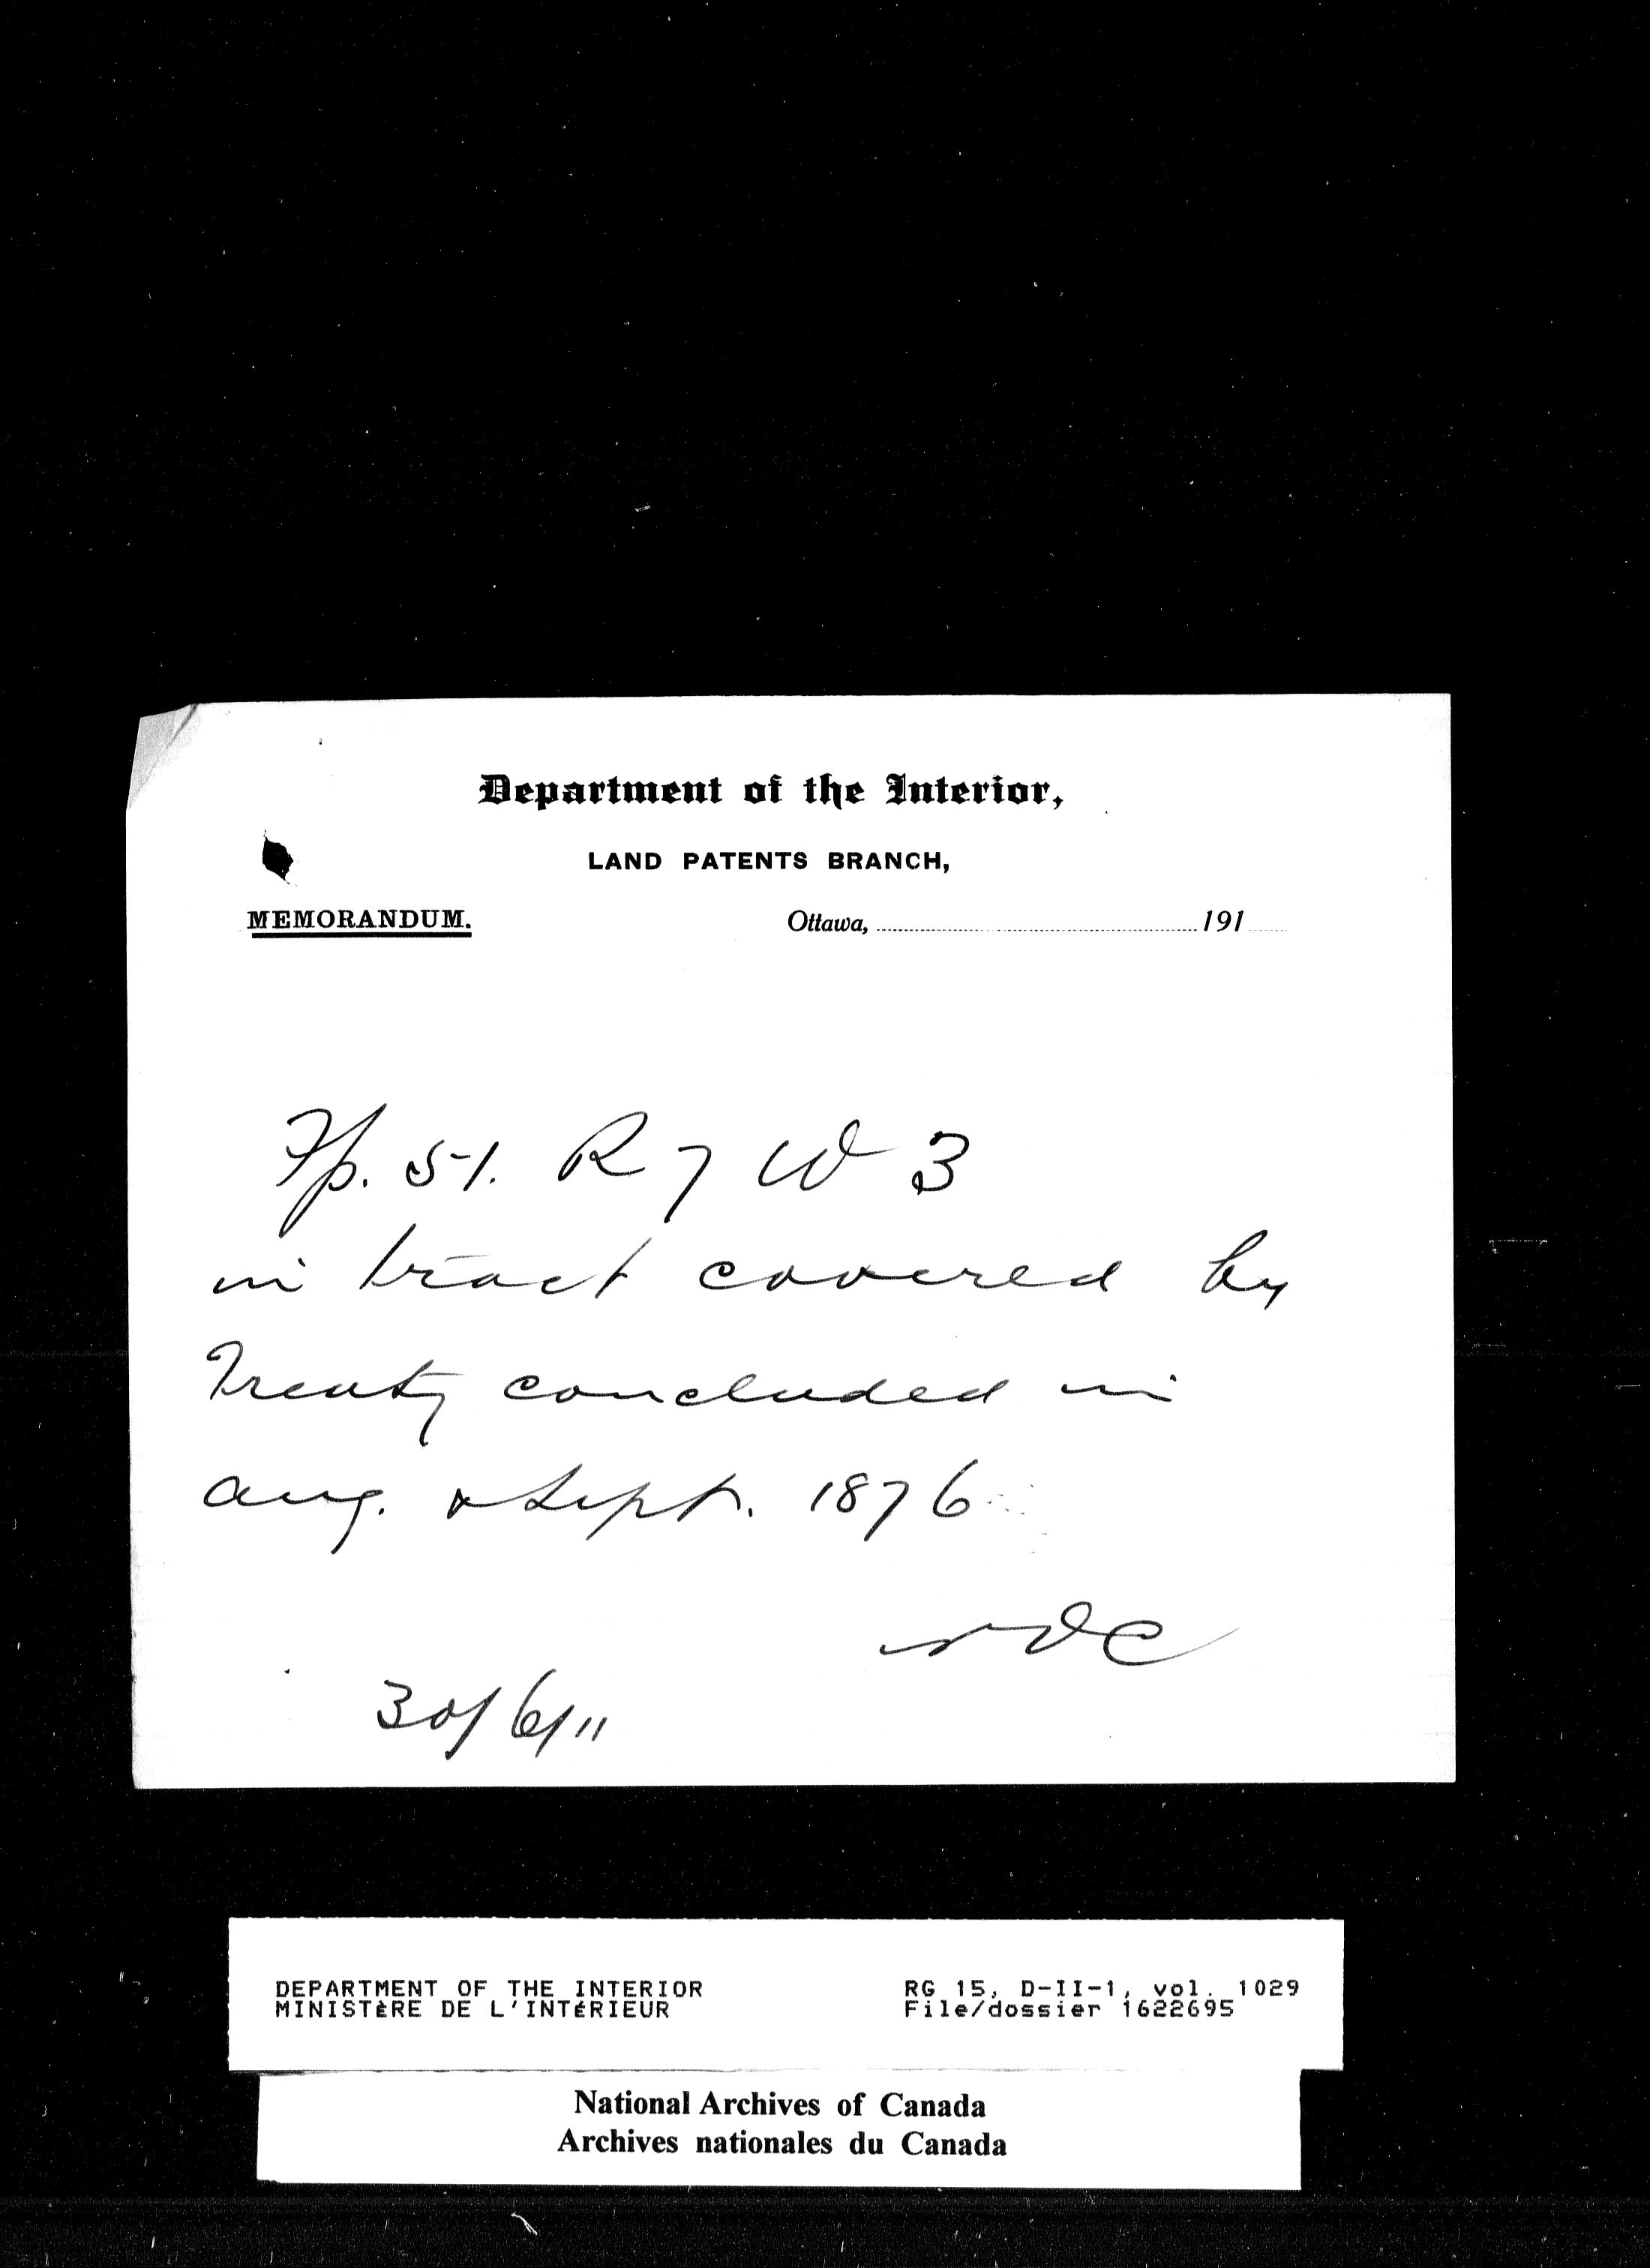 Department of the Interior,
LAND PATENTS BRANCH,
MEMORANDUM. Ottawa, 191
Tp. 51. R 7 W 3
in tract covered by
Treaty concluded in
Aug. & Sept. 1876
30/6/11
DEPARTMENT OF THE INTERIOR RG 15, D-II-1, vol. 1029
MINISTÈRE DE L'INTÉRIEUR File/dossier 1622695
National Archives of Canada
Archives nationales du Canada